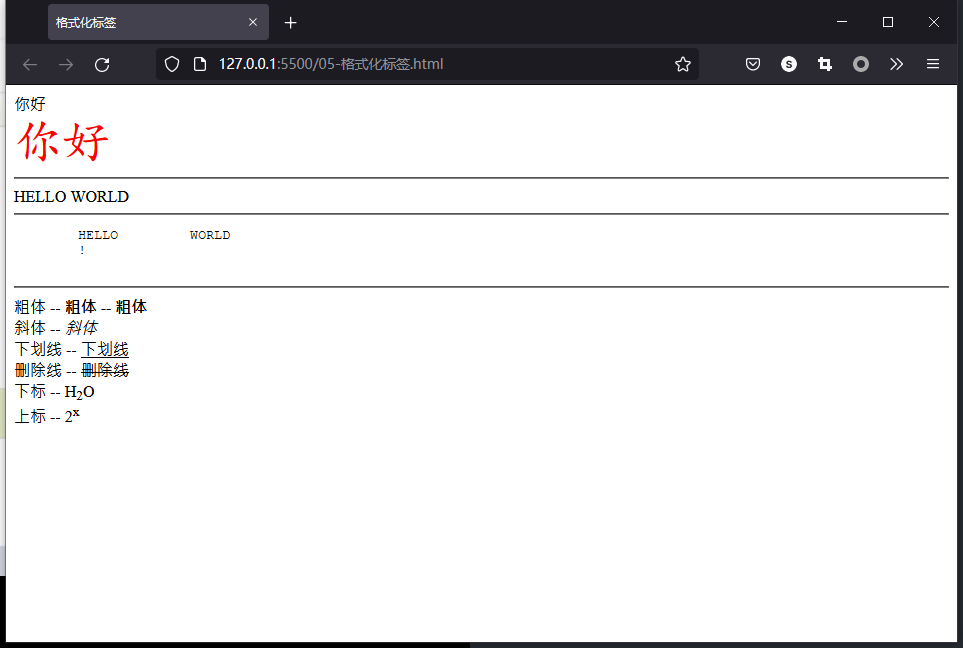 格式化标签
127.0.0.1:5500/05-格式化标签.html
S
你好
你好
HELLO WORLD
HELLO WORLD
!
粗体 -- 粗体 -- 粗体
斜体 -- 斜体
下划线 -- 下划线
删除线 -- 删除线
下标 -- H₂O
上标 -- 2ˣ